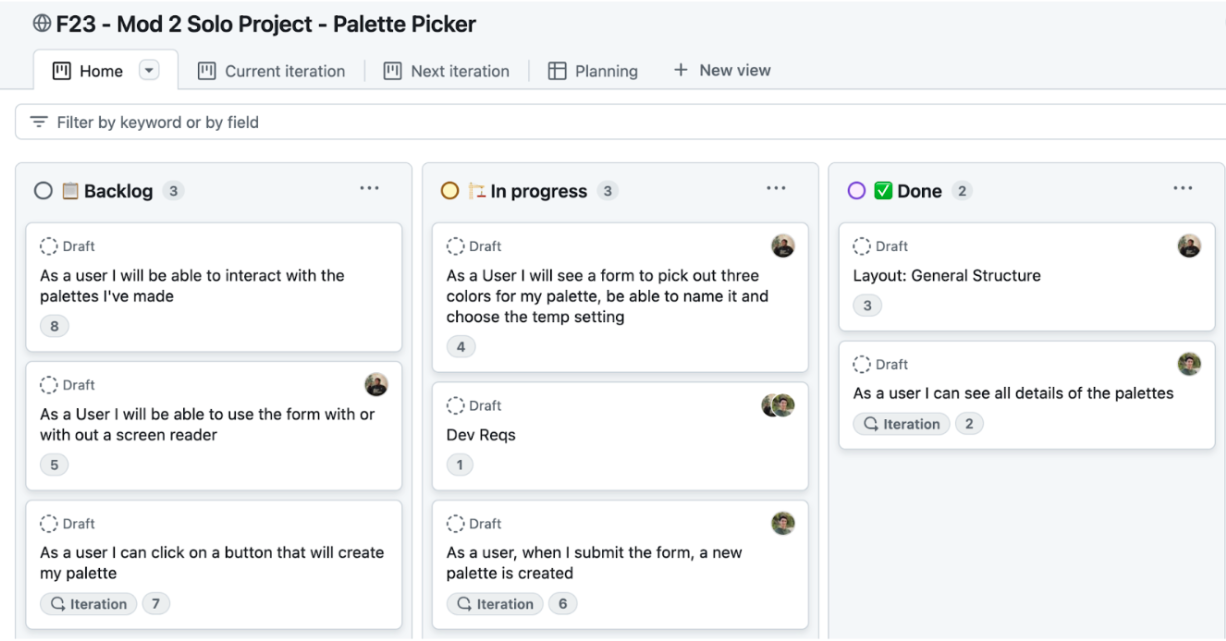 F23 - Mod 2 Solo Project - Palette Picker
Home
Current iteration
Next iteration
Planning
+ New view
Filter by keyword or by field
Backlog 3
Draft
As a user I will be able to interact with the
palettes I've made
8
Draft
As a User I will be able to use the form with or
with out a screen reader
5
Draft
As a user I can click on a button that will create
my palette
Iteration 7
In progress 3
Draft
As a User I will see a form to pick out three
colors for my palette, be able to name it and
choose the temp setting
4
Draft
Dev Reqs
1
Draft
As a user, when I submit the form, a new
palette is created
Iteration 6
Done 2
Draft
Layout: General Structure
3
Draft
As a user I can see all details of the palettes
Iteration 2